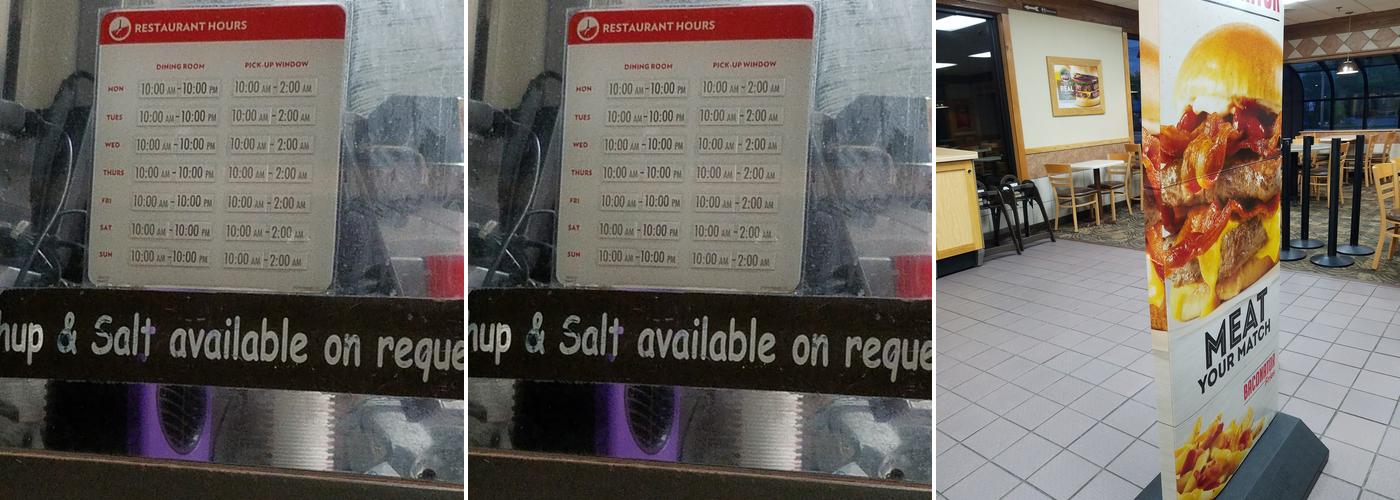 RESTAURANT HOURS
DINING ROOM PICK-UP WINDOW
MON 10:00 AM - 10:00 PM 10:00 AM - 2:00 AM
TUES 10:00 AM - 10:00 PM 10:00 AM - 2:00 AM
WED 10:00 AM - 10:00 PM 10:00 AM - 2:00 AM
THURS 10:00 AM - 10:00 PM 10:00 AM - 2:00 AM
FRI 10:00 AM - 10:00 PM 10:00 AM - 2:00 AM
SAT 10:00 AM - 10:00 PM 10:00 AM - 2:00 AM
SUN 10:00 AM - 10:00 PM 10:00 AM - 2:00 AM
hup & Salt available on reque
RESTAURANT HOURS
DINING ROOM PICK-UP WINDOW
MON 10:00 AM - 10:00 PM 10:00 AM - 2:00 AM
TUES 10:00 AM - 10:00 PM 10:00 AM - 2:00 AM
WED 10:00 AM - 10:00 PM 10:00 AM - 2:00 AM
THURS 10:00 AM - 10:00 PM 10:00 AM - 2:00 AM
FRI 10:00 AM - 10:00 PM 10:00 AM - 2:00 AM
SAT 10:00 AM - 10:00 PM 10:00 AM - 2:00 AM
SUN 10:00 AM - 10:00 PM 10:00 AM - 2:00 AM
hup & Salt available on reque
REAL
MEAT
YOUR MATCH
BACONATOR